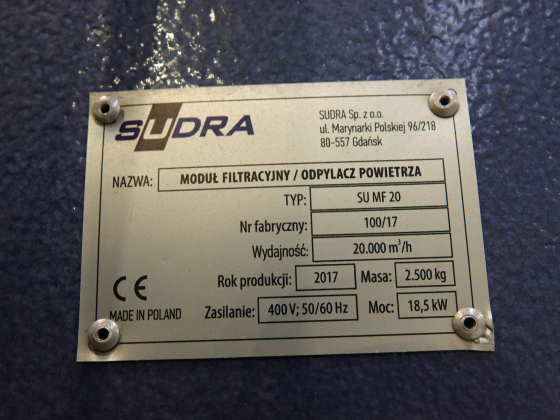 SUDRA
SUDRA Sp. z o.o.
ul. Marynarki Polskiej 96/218
80-557 Gdańsk
NAZWA: MODUŁ FILTRACYJNY / ODPYLACZ POWIETRZA
TYP: SU MF 20
Nr fabryczny: 100/17
Wydajność: 20.000 m³/h
Rok produkcji: 2017 Masa: 2.500 kg
CE
MADE IN POLAND Zasilanie: 400 V; 50/60 Hz Moc: 18,5 kW